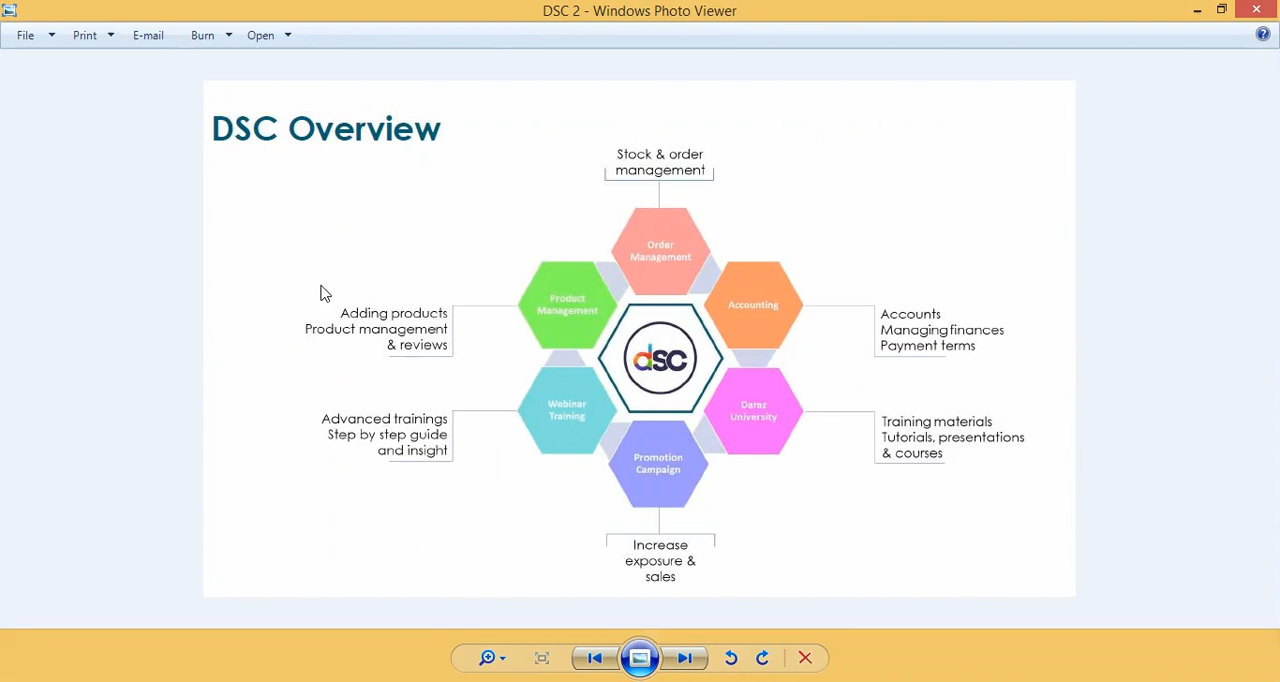 DSC 2 - Windows Photo Viewer
File Print E-mail Burn Open
DSC Overview
Stock & order
management
Order
Management
Product
Management
Accounting
Adding products
Product management
& reviews
Accounts
Managing finances
Payment terms
dsc
Webinar
Training
Daraz
University
Advanced trainings
Step by step guide
and insight
Training materials
Tutorials, presentations
& courses
Promotion
Campaign
Increase
exposure &
sales